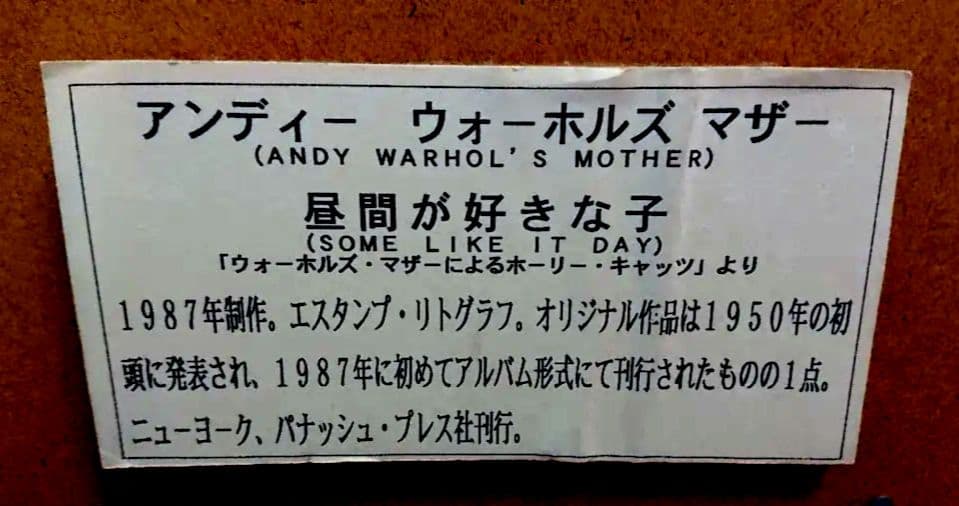 アンディー　ウォーホルズ マザー
(ANDY WARHOL'S MOTHER)
昼間が好きな子
(SOME LIKE IT DAY)
「ウォーホルズ・マザーによるホーリー・キャッツ」より
1987年制作。エスタンプ・リトグラフ。オリジナル作品は1950年の初
頭に発表され、1987年に初めてアルバム形式にて刊行されたものの1点。
ニューヨーク、パナッシュ・プレス社刊行。